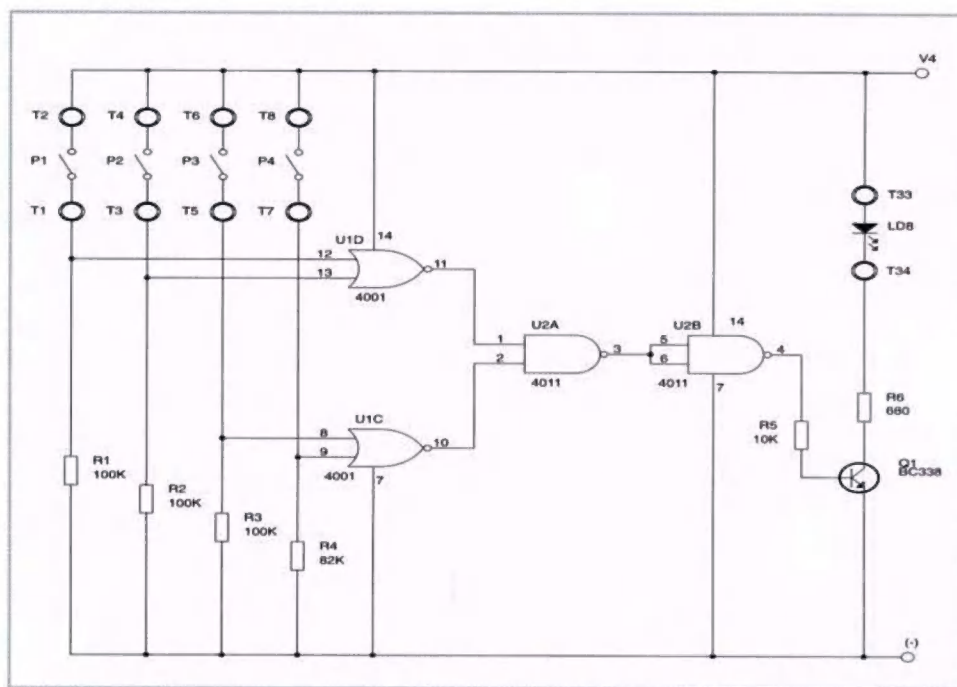 V4
T2 T4 T6 T8
P1 P2 P3 P4
T33
LD8
T1 T3 T5 T7
U1D 14
12 11
13
4001
T34
U2A U2B 14
1 5 4
3
2 6
4011 4011 7
R6
680
U1C
R5
10K
8 10
9
4001 7
Q1
BC338
R1
100K
R2
100K
R3
100K
R4
82K
(-)